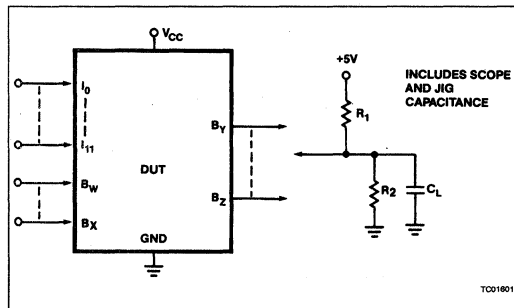 VCC
+5V
INCLUDES SCOPE
AND JIG
CAPACITANCE
I0
R1
BY
I11
DUT
BW
R2
CL
BZ
BX
GND
TC01601